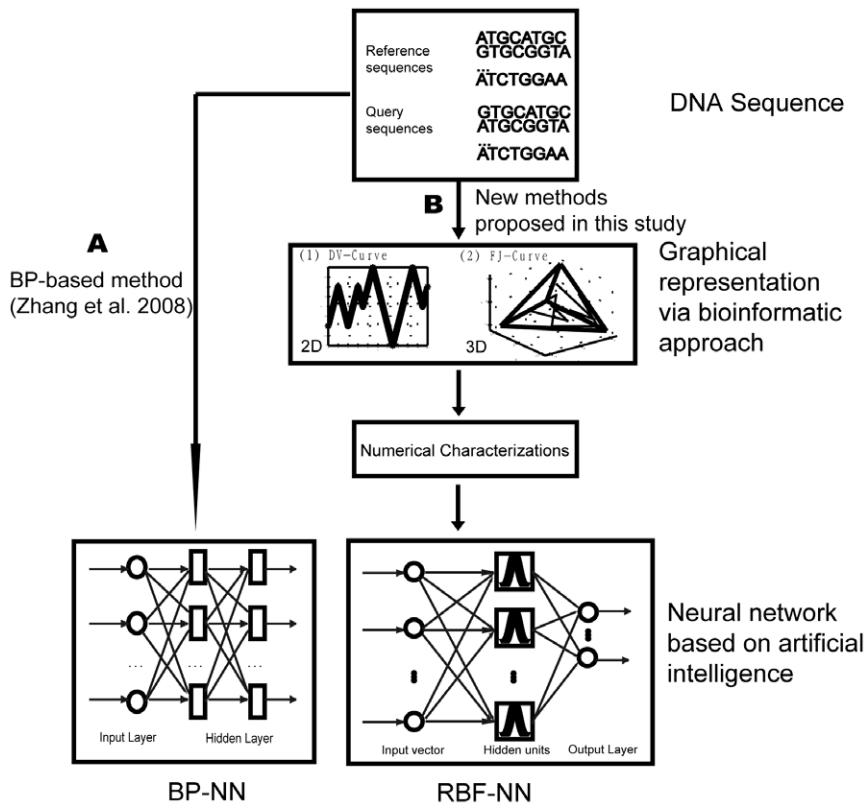 Reference
sequences
ATGCATGC
GTGCGGTA
...
ATCTGGAA
Query
sequences
GTGCATGC
ATGCGGTA
...
ATCTGGAA
DNA Sequence
A
BP-based method
(Zhang et al. 2008)
B
New methods
proposed in this study
(1) DV-Curve
2D
(2) FJ-Curve
3D
Graphical
representation
via bioinformatic
approach
Numerical Characterizations
... ... ...
Input Layer
Hidden Layer
BP-NN
Input vector
Hidden units
Output Layer
RBF-NN
Neural network
based on artificial
intelligence